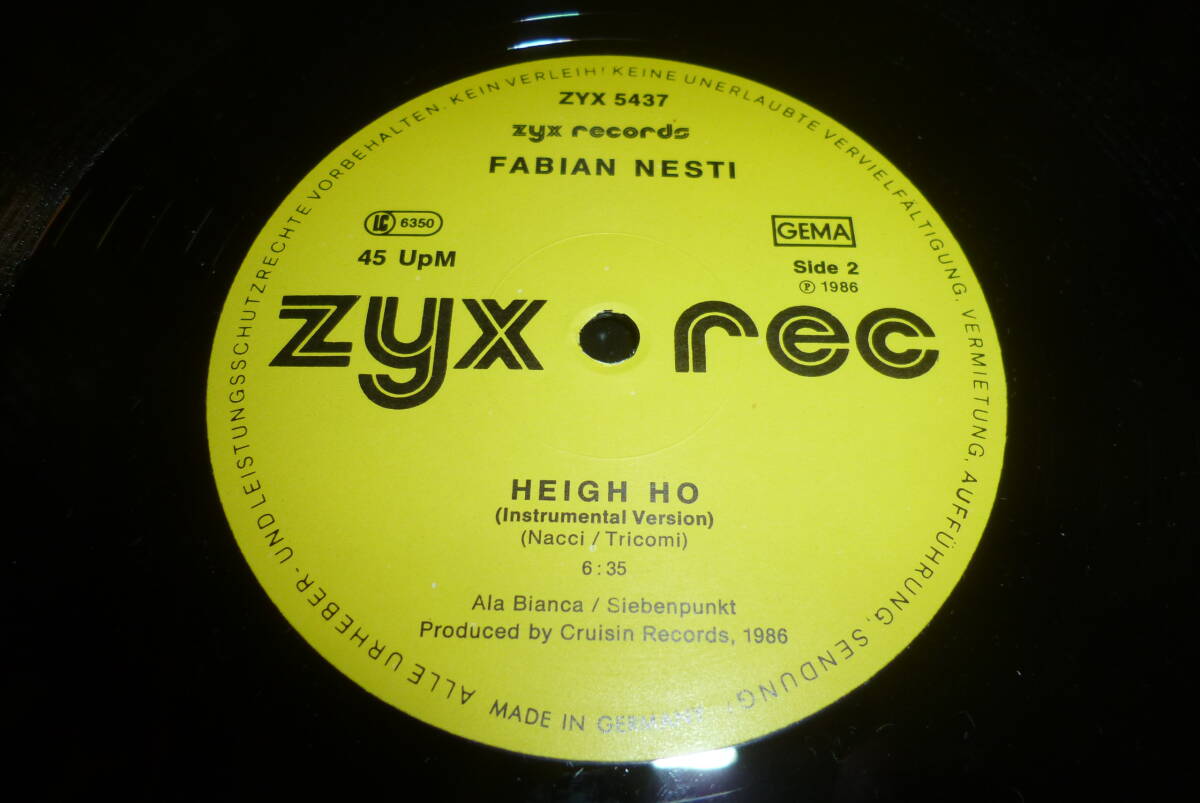 ZYX 5437
zyx records
FABIAN NESTI
LC 6350
GEMA
45 UpM
Side 2
℗ 1986
zyx rec
HEIGH HO
(Instrumental Version)
(Nacci / Tricomi)
6:35
Ala Bianca / Siebenpunkt
Produced by Cruisin Records, 1986
ALLE URHEBER- UND LEISTUNGSSCHUTZRECHTE VORBEHALTEN. KEIN VERLEIH! KEINE UNERLAUBTE VERVIELFÄLTIGUNG, VERMIETUNG, AUFFÜHRUNG, SENDUNG!
MADE IN GERMANY